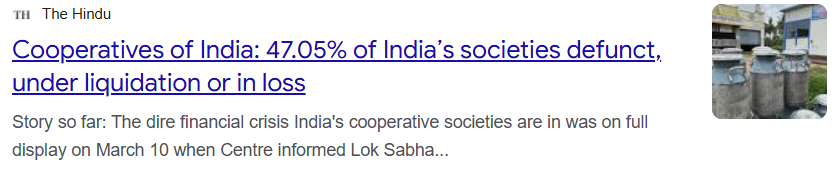 TH The Hindu
Cooperatives of India: 47.05% of India’s societies defunct,
under liquidation or in loss
Story so far: The dire financial crisis India's cooperative societies are in was on full
display on March 10 when Centre informed Lok Sabha...